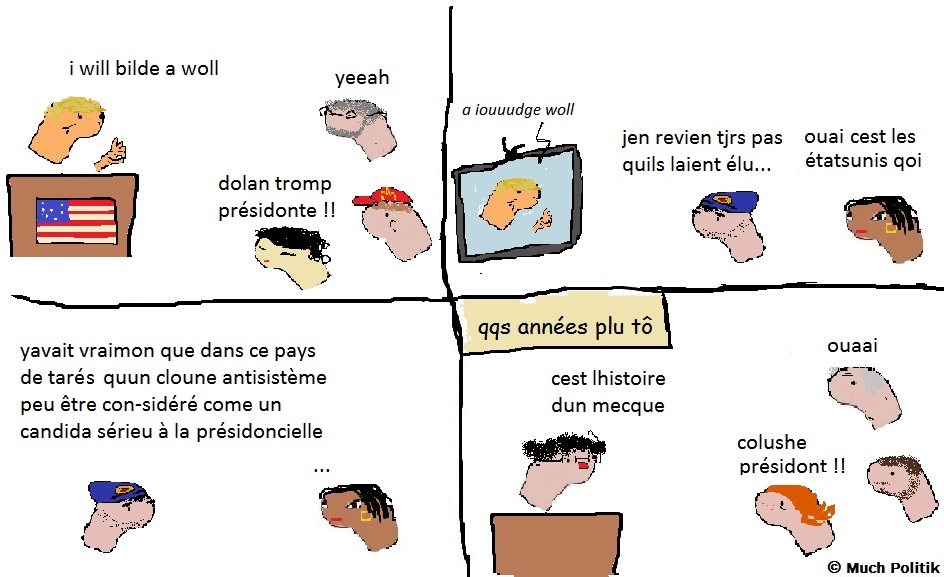 i will bilde a woll
yeeah
dolan tromp
présidonte !!
a iouuudge woll
jen revien tjrs pas
quils laient élu...
ouai cest les
étatsunis qoi
yavait vraimon que dans ce pays
de tarés quun cloune antisistème
peu être con-sidéré come un
candida sérieu à la présidoncielle
...
qqs années plu tô
cest lhistoire
dun mecque
ouaai
colushe
présidont !!
© Much Politik